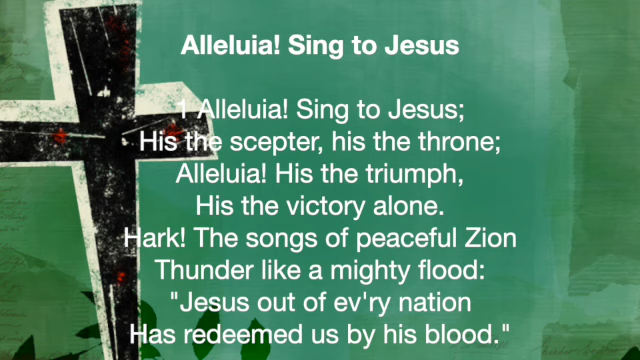 Alleluia! Sing to Jesus
1 Alleluia! Sing to Jesus;
His the scepter, his the throne;
Alleluia! His the triumph,
His the victory alone.
Hark! The songs of peaceful Zion
Thunder like a mighty flood:
"Jesus out of ev'ry nation
Has redeemed us by his blood."